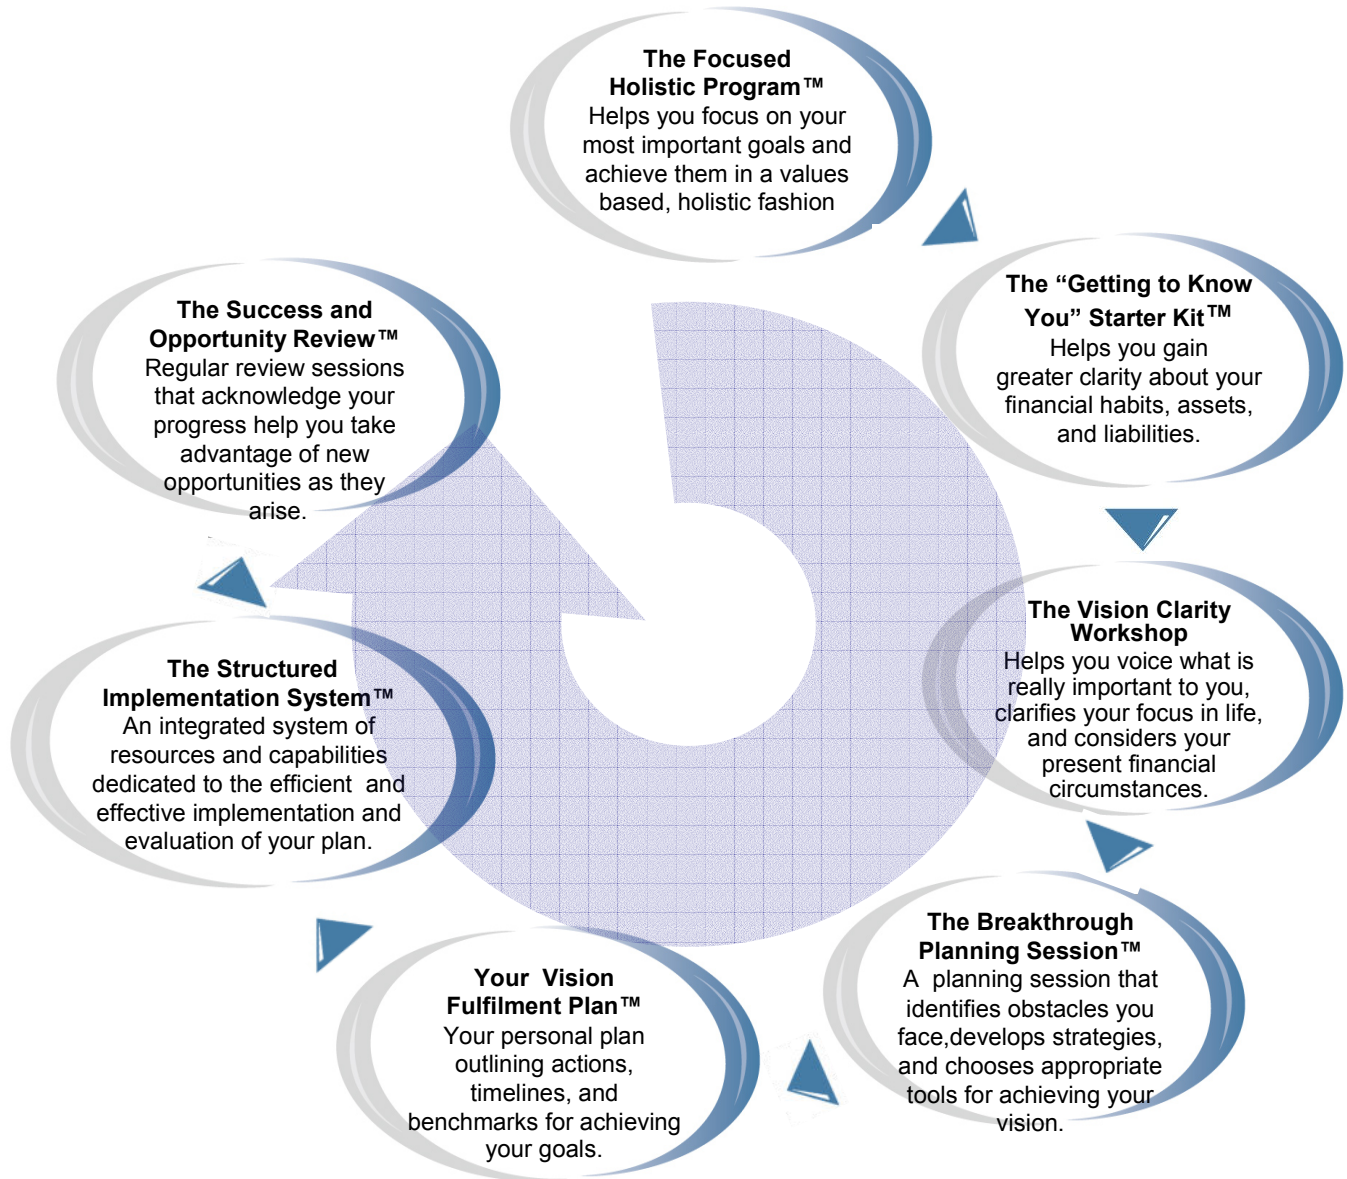 The Focused
Holistic Program™
Helps you focus on your
most important goals and
achieve them in a values
based, holistic fashion
The “Getting to Know
You” Starter Kit™
Helps you gain
greater clarity about your
financial habits, assets,
and liabilities.
The Vision Clarity
Workshop
Helps you voice what is
really important to you,
clarifies your focus in life,
and considers your
present financial
circumstances.
The Breakthrough
Planning Session™
A  planning session that
identifies obstacles you
face,develops strategies,
and chooses appropriate
tools for achieving your
vision.
Your  Vision
Fulfilment Plan™
Your personal plan
outlining actions,
timelines, and
benchmarks for achieving
your goals.
The Structured
Implementation System™
An integrated system of
resources and capabilities
dedicated to the efficient  and
effective implementation and
evaluation of your plan.
The Success and
Opportunity Review™
Regular review sessions
that acknowledge your
progress help you take
advantage of new
opportunities as they
arise.